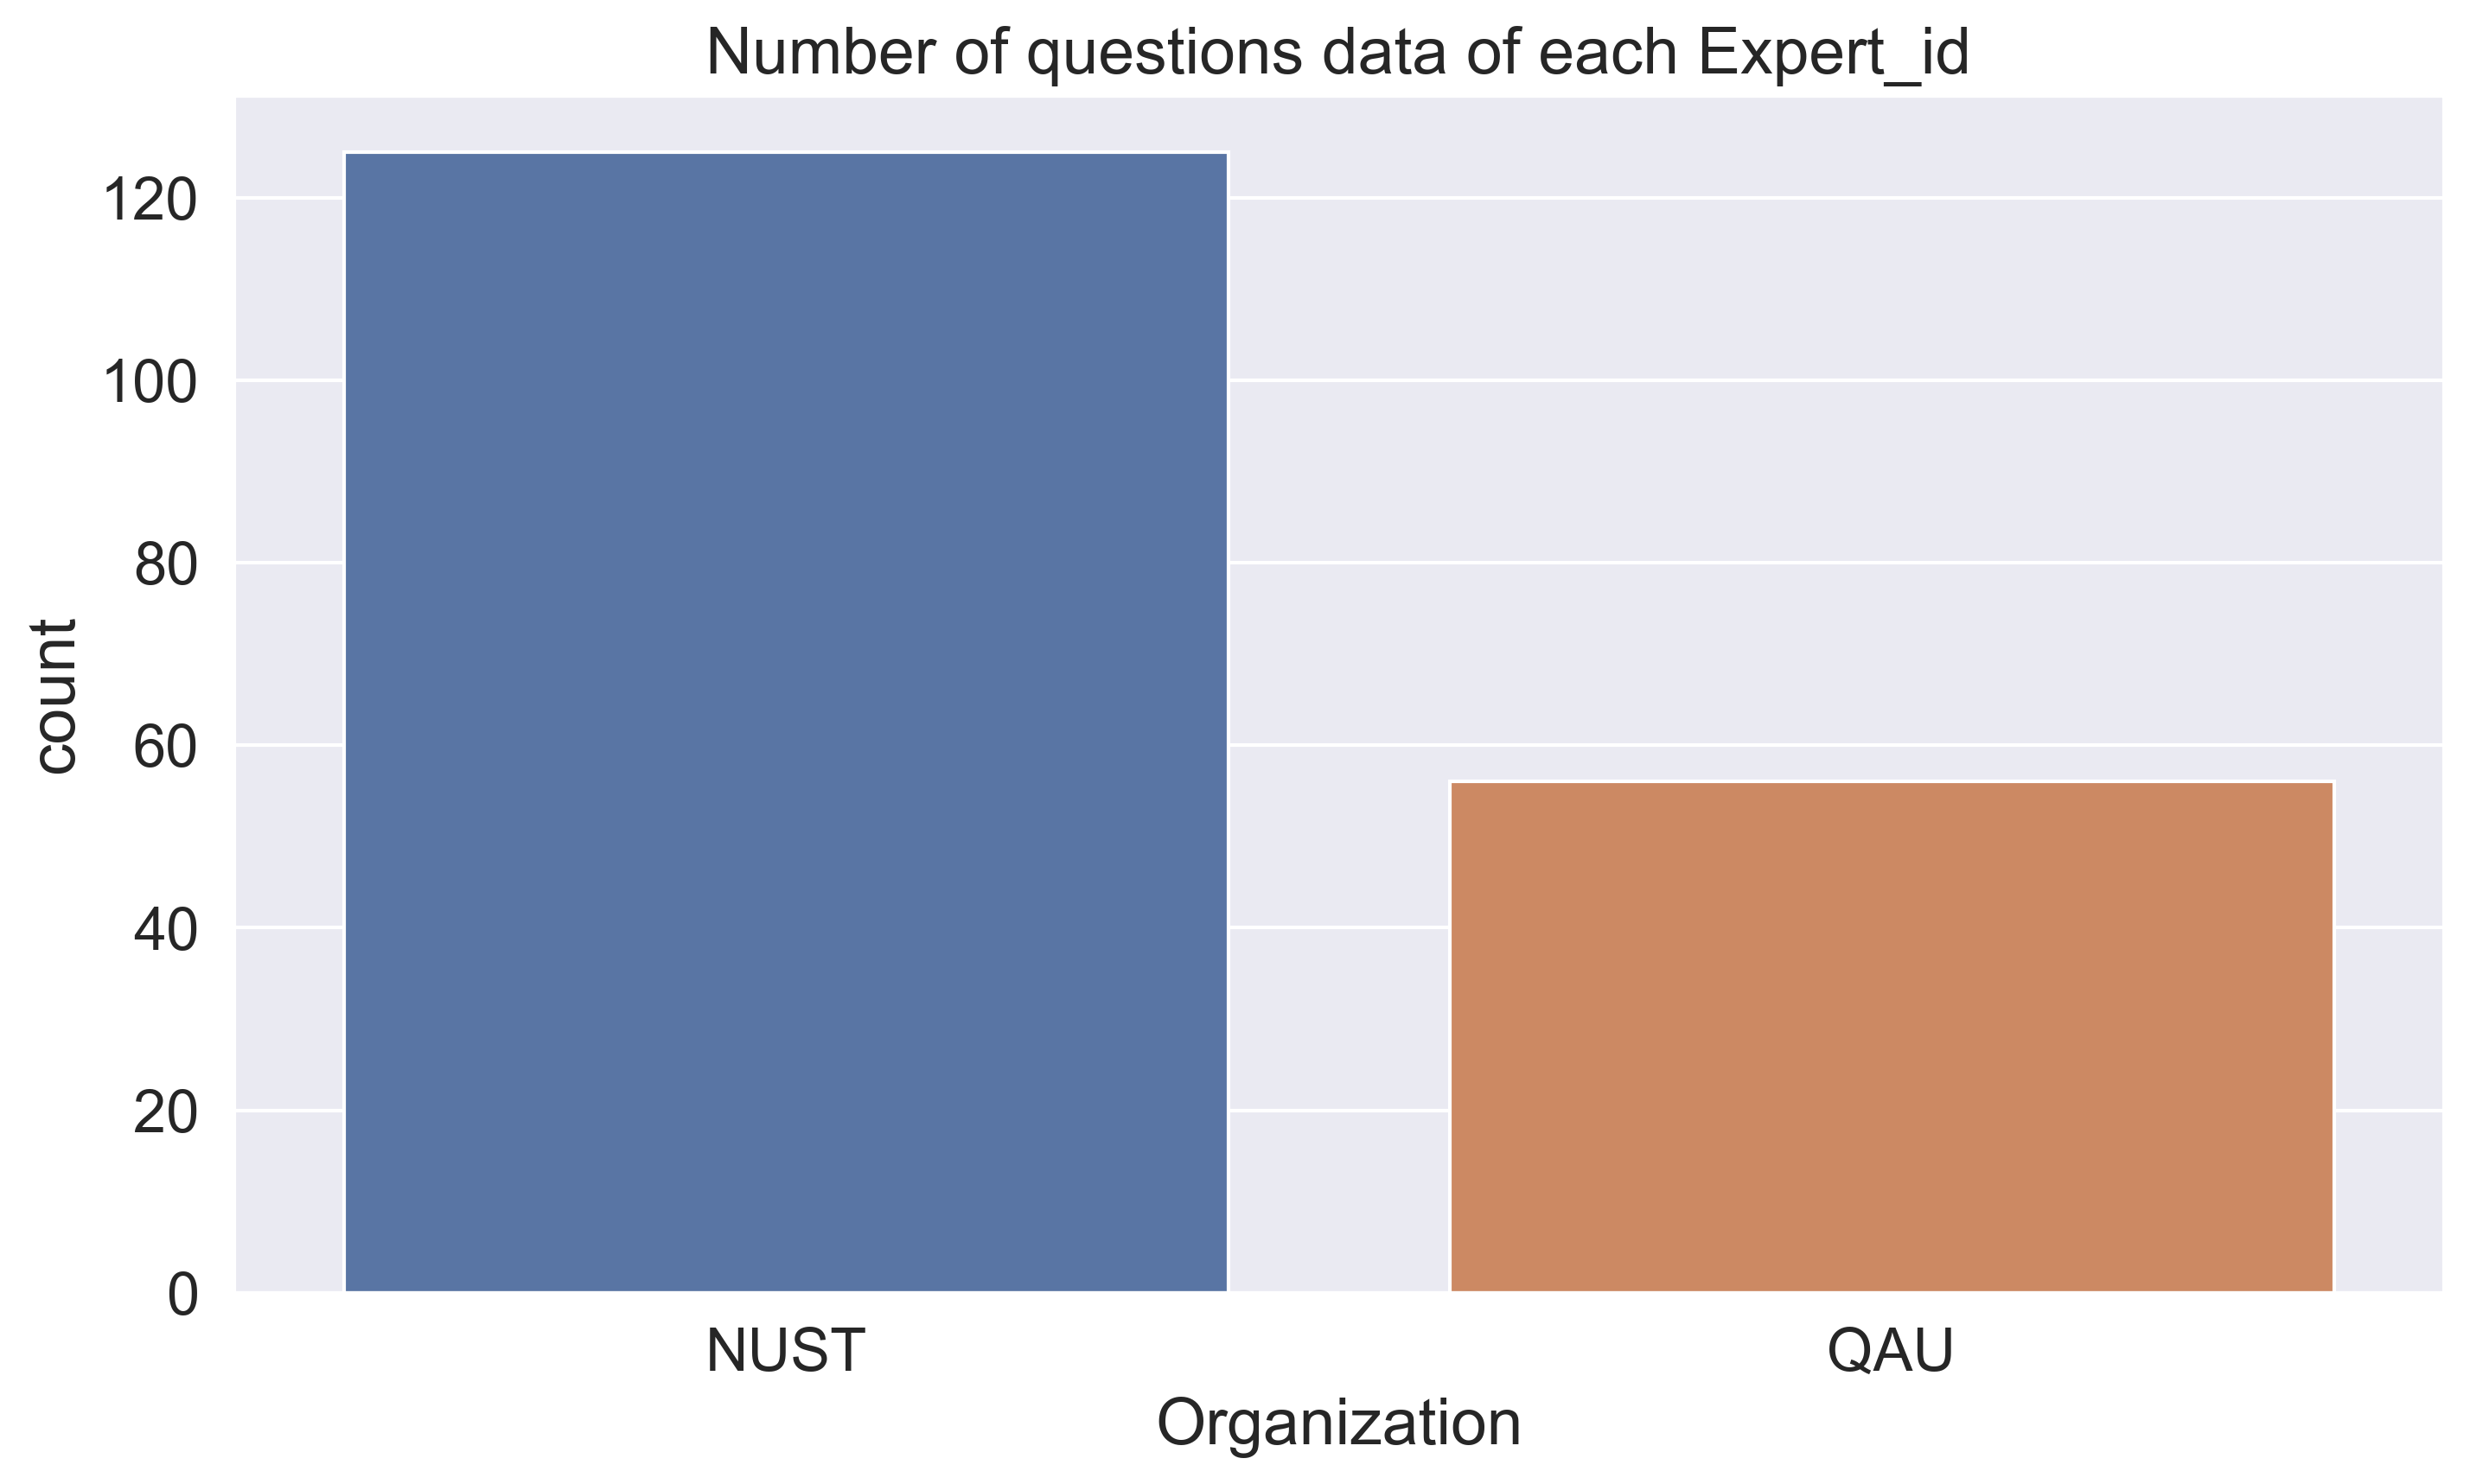 Number of questions data of each Expert_id
120
100
80
60
40
20
0
count
NUST
QAU
Organization